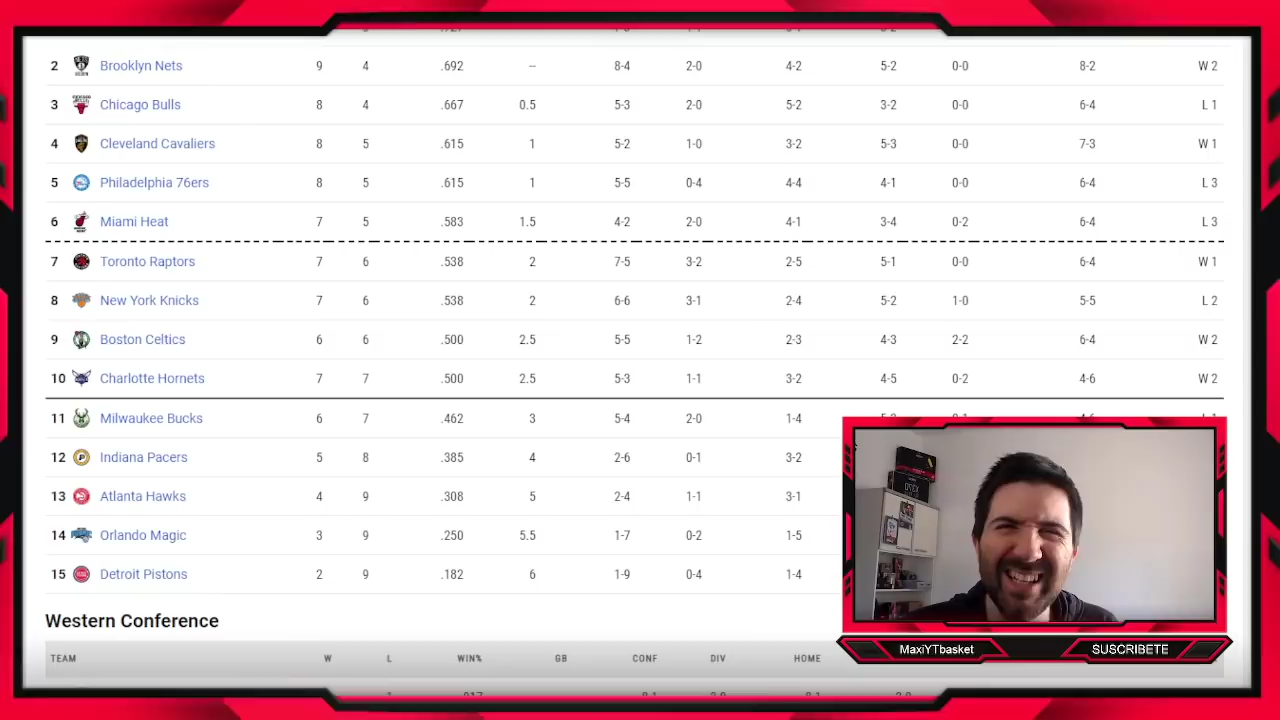 2 Brooklyn Nets 9 4 .692 -- 8-4 2-0 4-2 5-2 0-0 8-2 W 2
3 Chicago Bulls 8 4 .667 0.5 5-3 2-0 5-2 3-2 0-0 6-4 L 1
4 Cleveland Cavaliers 8 5 .615 1 5-2 1-0 3-2 5-3 0-0 7-3 W 1
5 Philadelphia 76ers 8 5 .615 1 5-5 0-4 4-4 4-1 0-0 6-4 L 3
6 Miami Heat 7 5 .583 1.5 4-2 2-0 4-1 3-4 0-2 6-4 L 3
7 Toronto Raptors 7 6 .538 2 7-5 3-2 2-5 5-1 0-0 6-4 W 1
8 New York Knicks 7 6 .538 2 6-6 3-1 2-4 5-2 1-0 5-5 L 2
9 Boston Celtics 6 6 .500 2.5 5-5 1-2 2-3 4-3 2-2 6-4 W 2
10 Charlotte Hornets 7 7 .500 2.5 5-3 1-1 3-2 4-5 0-2 4-6 W 2
11 Milwaukee Bucks 6 7 .462 3 5-4 2-0 1-4
12 Indiana Pacers 5 8 .385 4 2-6 0-1 3-2
13 Atlanta Hawks 4 9 .308 5 2-4 1-1 3-1
14 Orlando Magic 3 9 .250 5.5 1-7 0-2 1-5
15 Detroit Pistons 2 9 .182 6 1-9 0-4 1-4
Western Conference
TEAM W L WIN% GB CONF DIV HOME
MaxiYTbasket
SUSCRIBETE